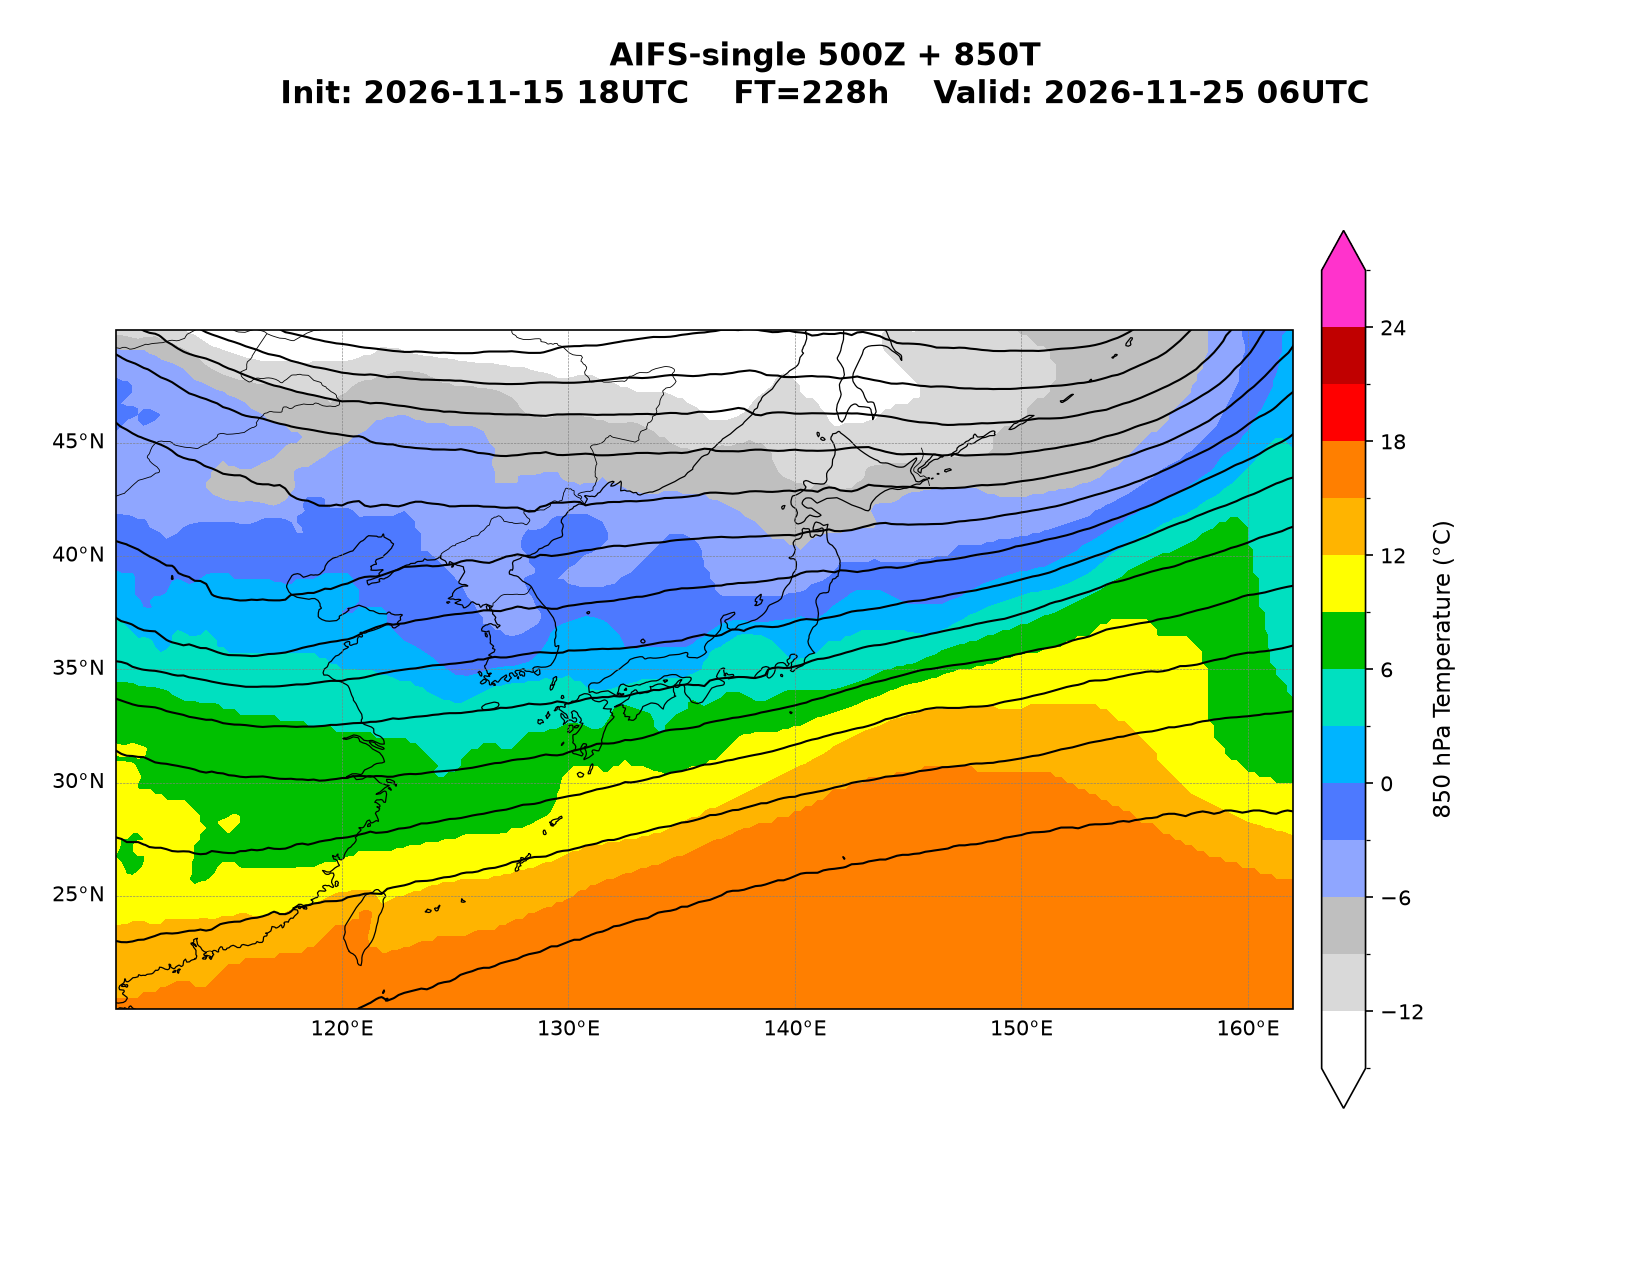 AIFS-single 500Z + 850T
Init: 2026-11-15 18UTC    FT=228h    Valid: 2026-11-25 06UTC
24
18
12
6
0
−6
−12
850 hPa Temperature (°C)
45°N
40°N
35°N
30°N
25°N
120°E
130°E
140°E
150°E
160°E